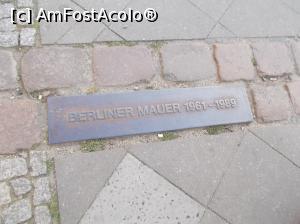 [c] AmFostAcolo.ro
BERLINER MAUER 1961-1989